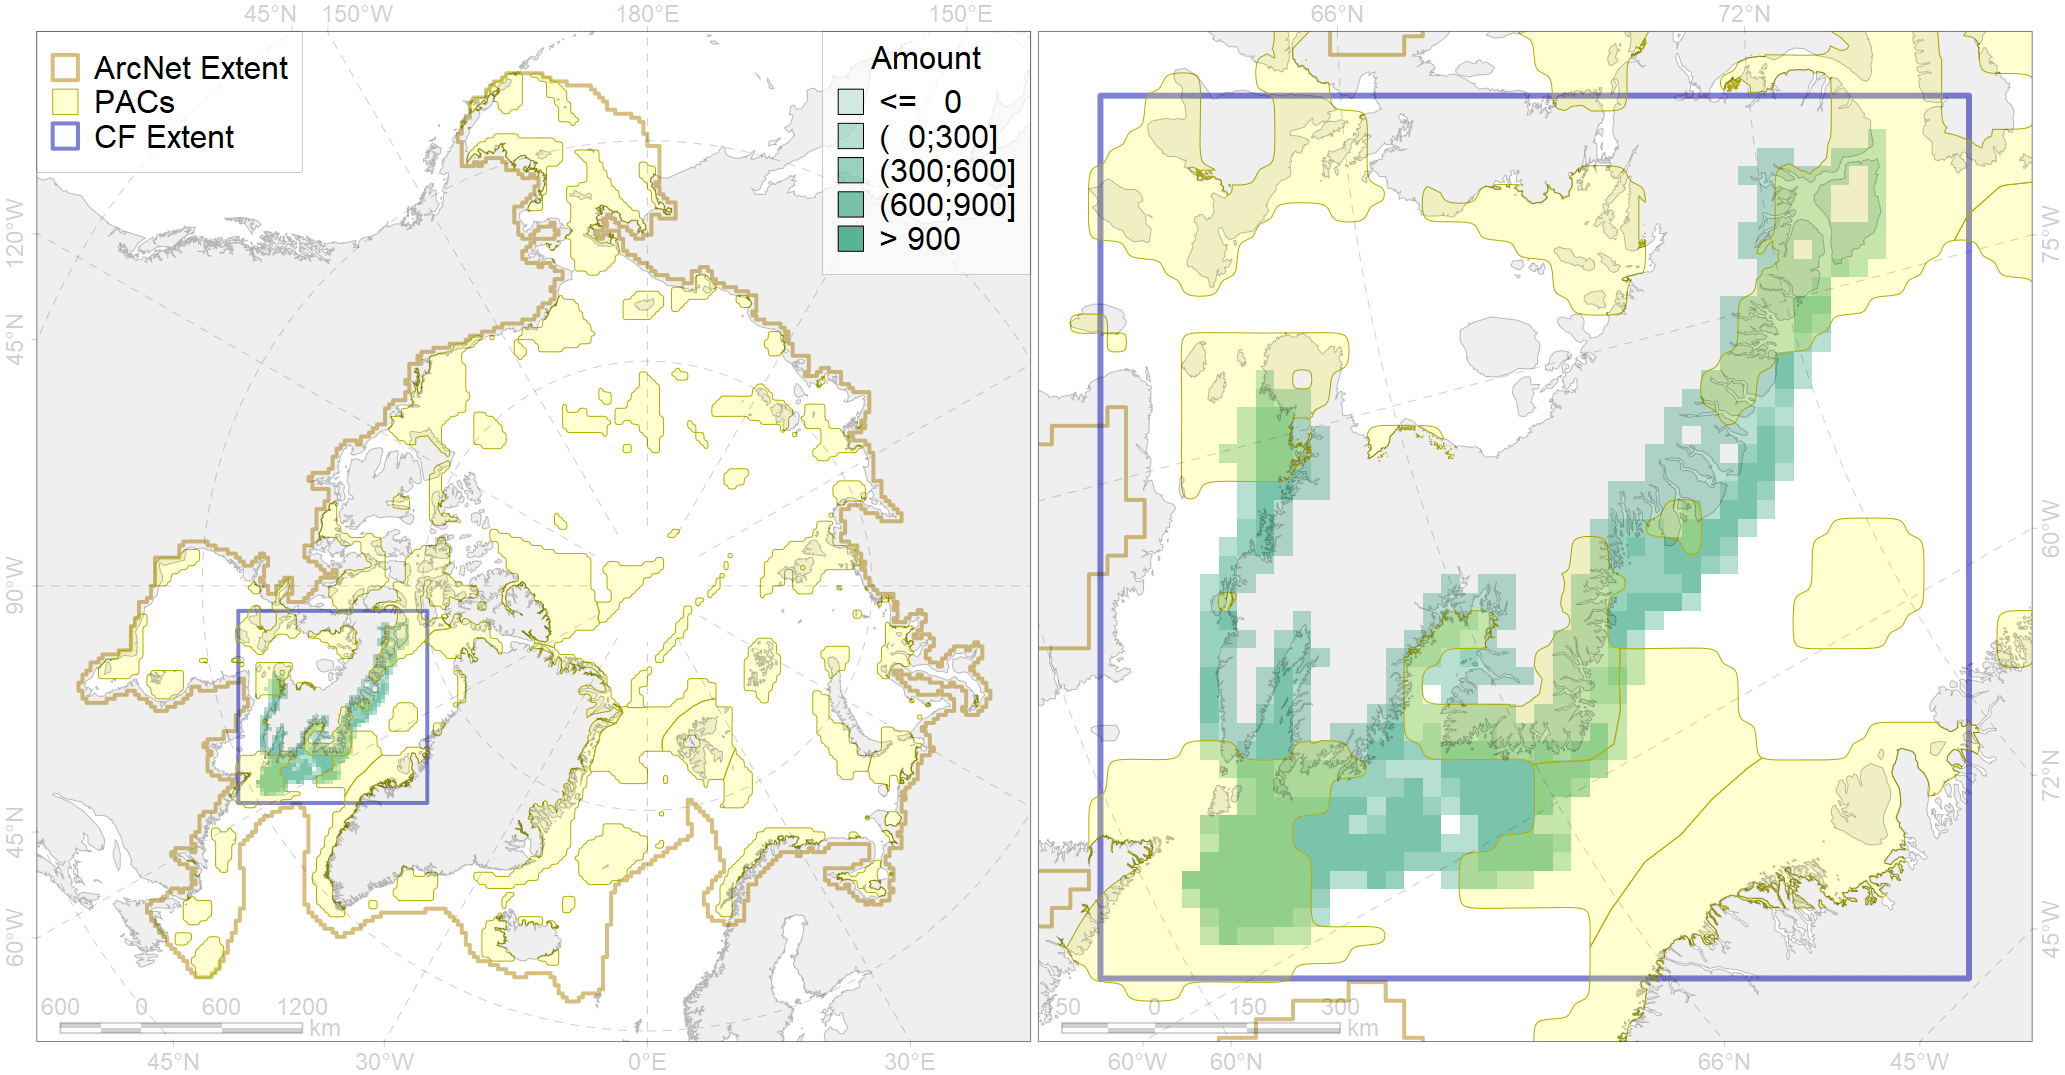 45°N 150°W 180°E 150°E 66°N 72°N
ArcNet Extent
PACs
CF Extent
Amount
<= 0
( 0;300]
(300;600]
(600;900]
> 900
120°W
45°N
90°W
45°N
60°W
75°W
60°W
72°N
45°W
600 0 600 1200
km
50 0 150 300
km
45°N 30°W 0°E 30°E 60°W 60°N 66°N 45°W